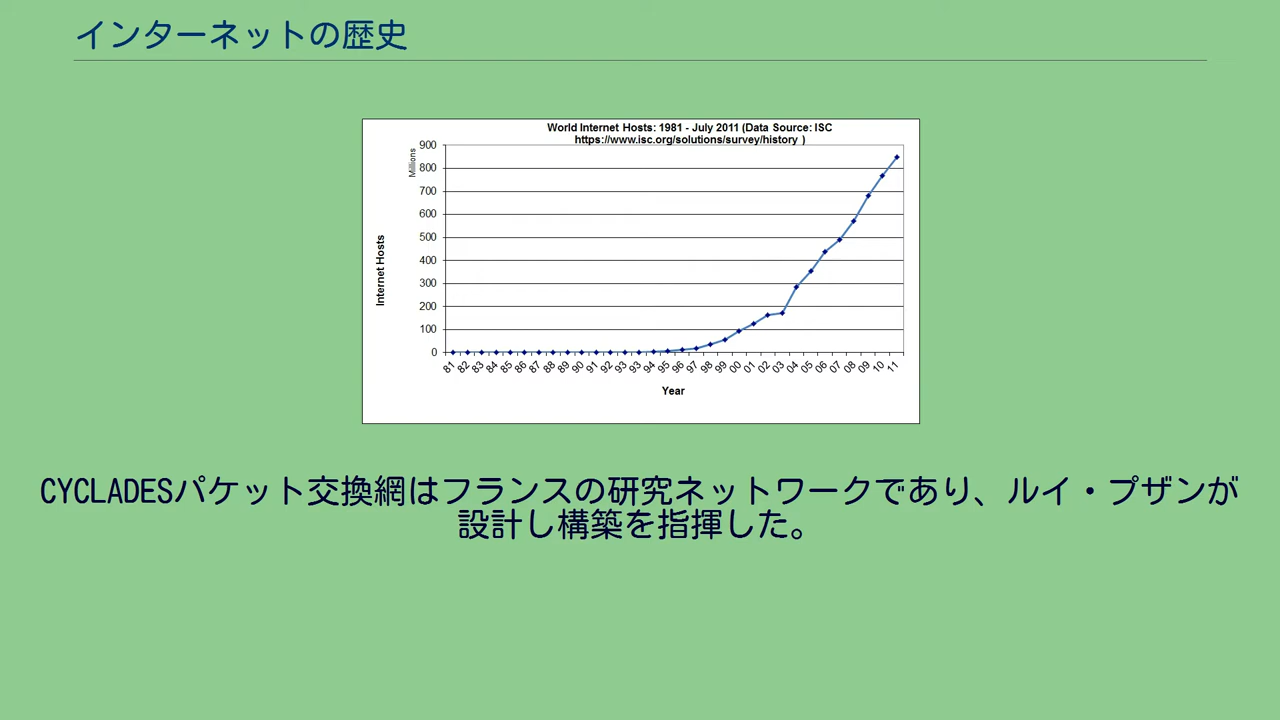 インターネットの歴史
World Internet Hosts: 1981 - July 2011 (Data Source: ISC
https://www.isc.org/solutions/survey/history )
Millions
900
800
700
600
500
400
300
200
100
0
Internet Hosts
81 82 83 84 85 86 87 88 89 90 91 92 93 93 94 95 96 97 98 99 00 01 02 03 04 05 06 07 08 09 10 11
Year
CYCLADESパケット交換網はフランスの研究ネットワークであり、ルイ・プザンが
設計し構築を指揮した。